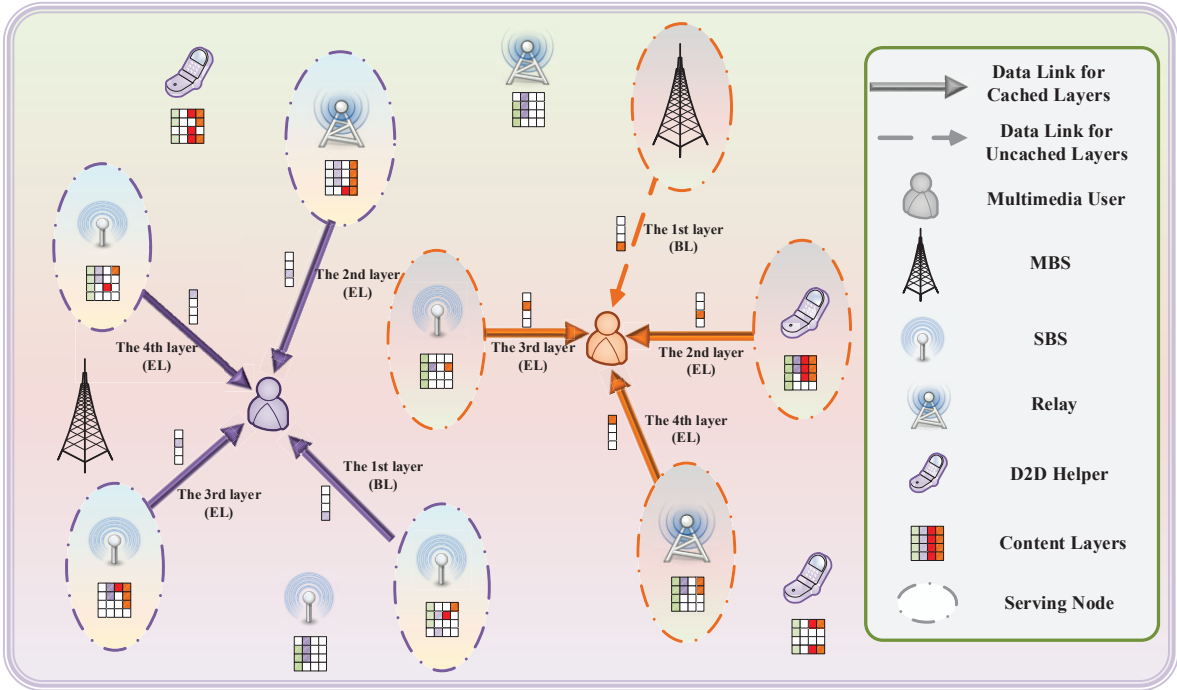 The 2nd layer
(EL)
The 4th layer
(EL)
The 3rd layer
(EL)
The 1st layer
(BL)
The 1st layer
(BL)
The 3rd layer
(EL)
The 2nd layer
(EL)
The 4th layer
(EL)
Data Link for
Cached Layers
Data Link for
Uncached Layers
Multimedia User
MBS
SBS
Relay
D2D Helper
Content Layers
Serving Node